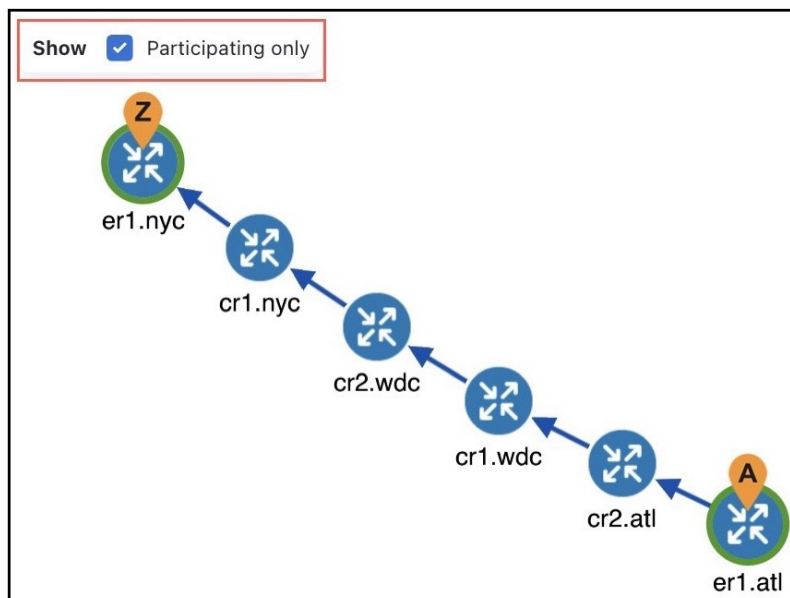 Show Participating only
Z
er1.nyc
cr1.nyc
cr2.wdc
cr1.wdc
A
cr2.atl
er1.atl